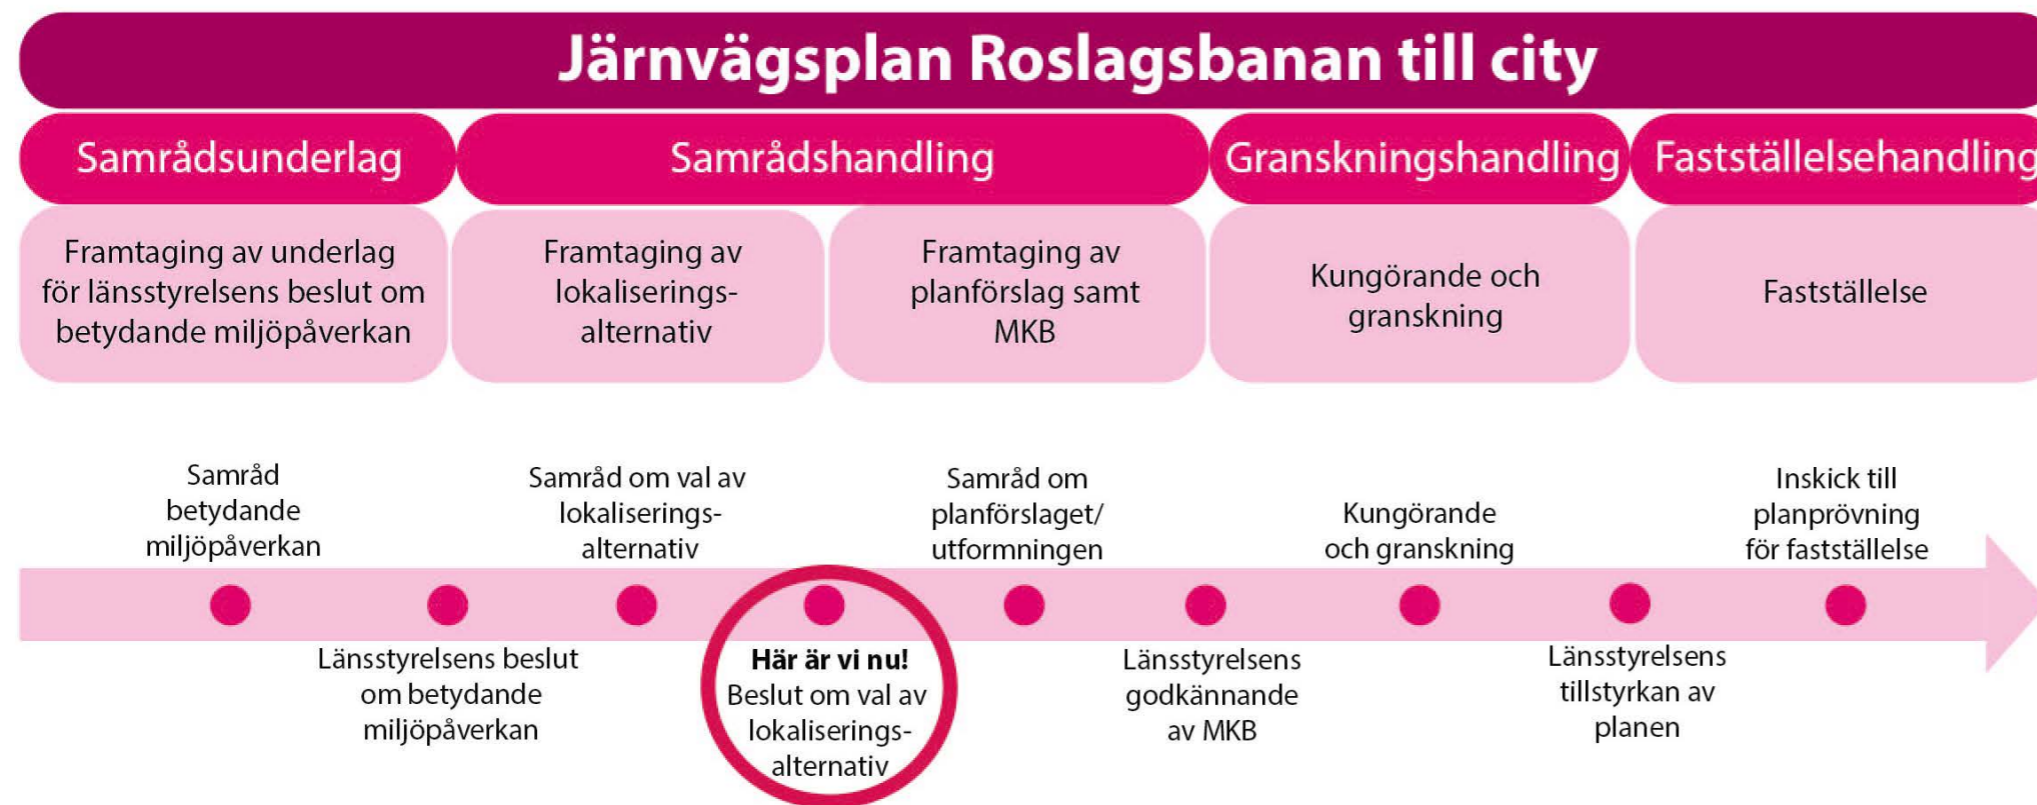 Järnvägsplan Roslagsbanan till city
Samrådsunderlag
Samrådshandling
Granskningshandling
Fastställelsehandling
Framtaging av underlag
för länsstyrelsens beslut om
betydande miljöpåverkan
Framtaging av
lokaliserings-
alternativ
Framtaging av
planförslag samt
MKB
Kungörande och
granskning
Fastställelse
Samråd
betydande
miljöpåverkan
Länsstyrelsens beslut
om betydande
miljöpåverkan
Samråd om val av
lokaliserings-
alternativ
Här är vi nu!
Beslut om val av
lokaliserings-
alternativ
Samråd om
planförslaget/
utformningen
Länsstyrelsens
godkännande
av MKB
Kungörande
och granskning
Länsstyrelsens
tillstyrkan av
planen
Inskick till
planprövning
för fastställelse